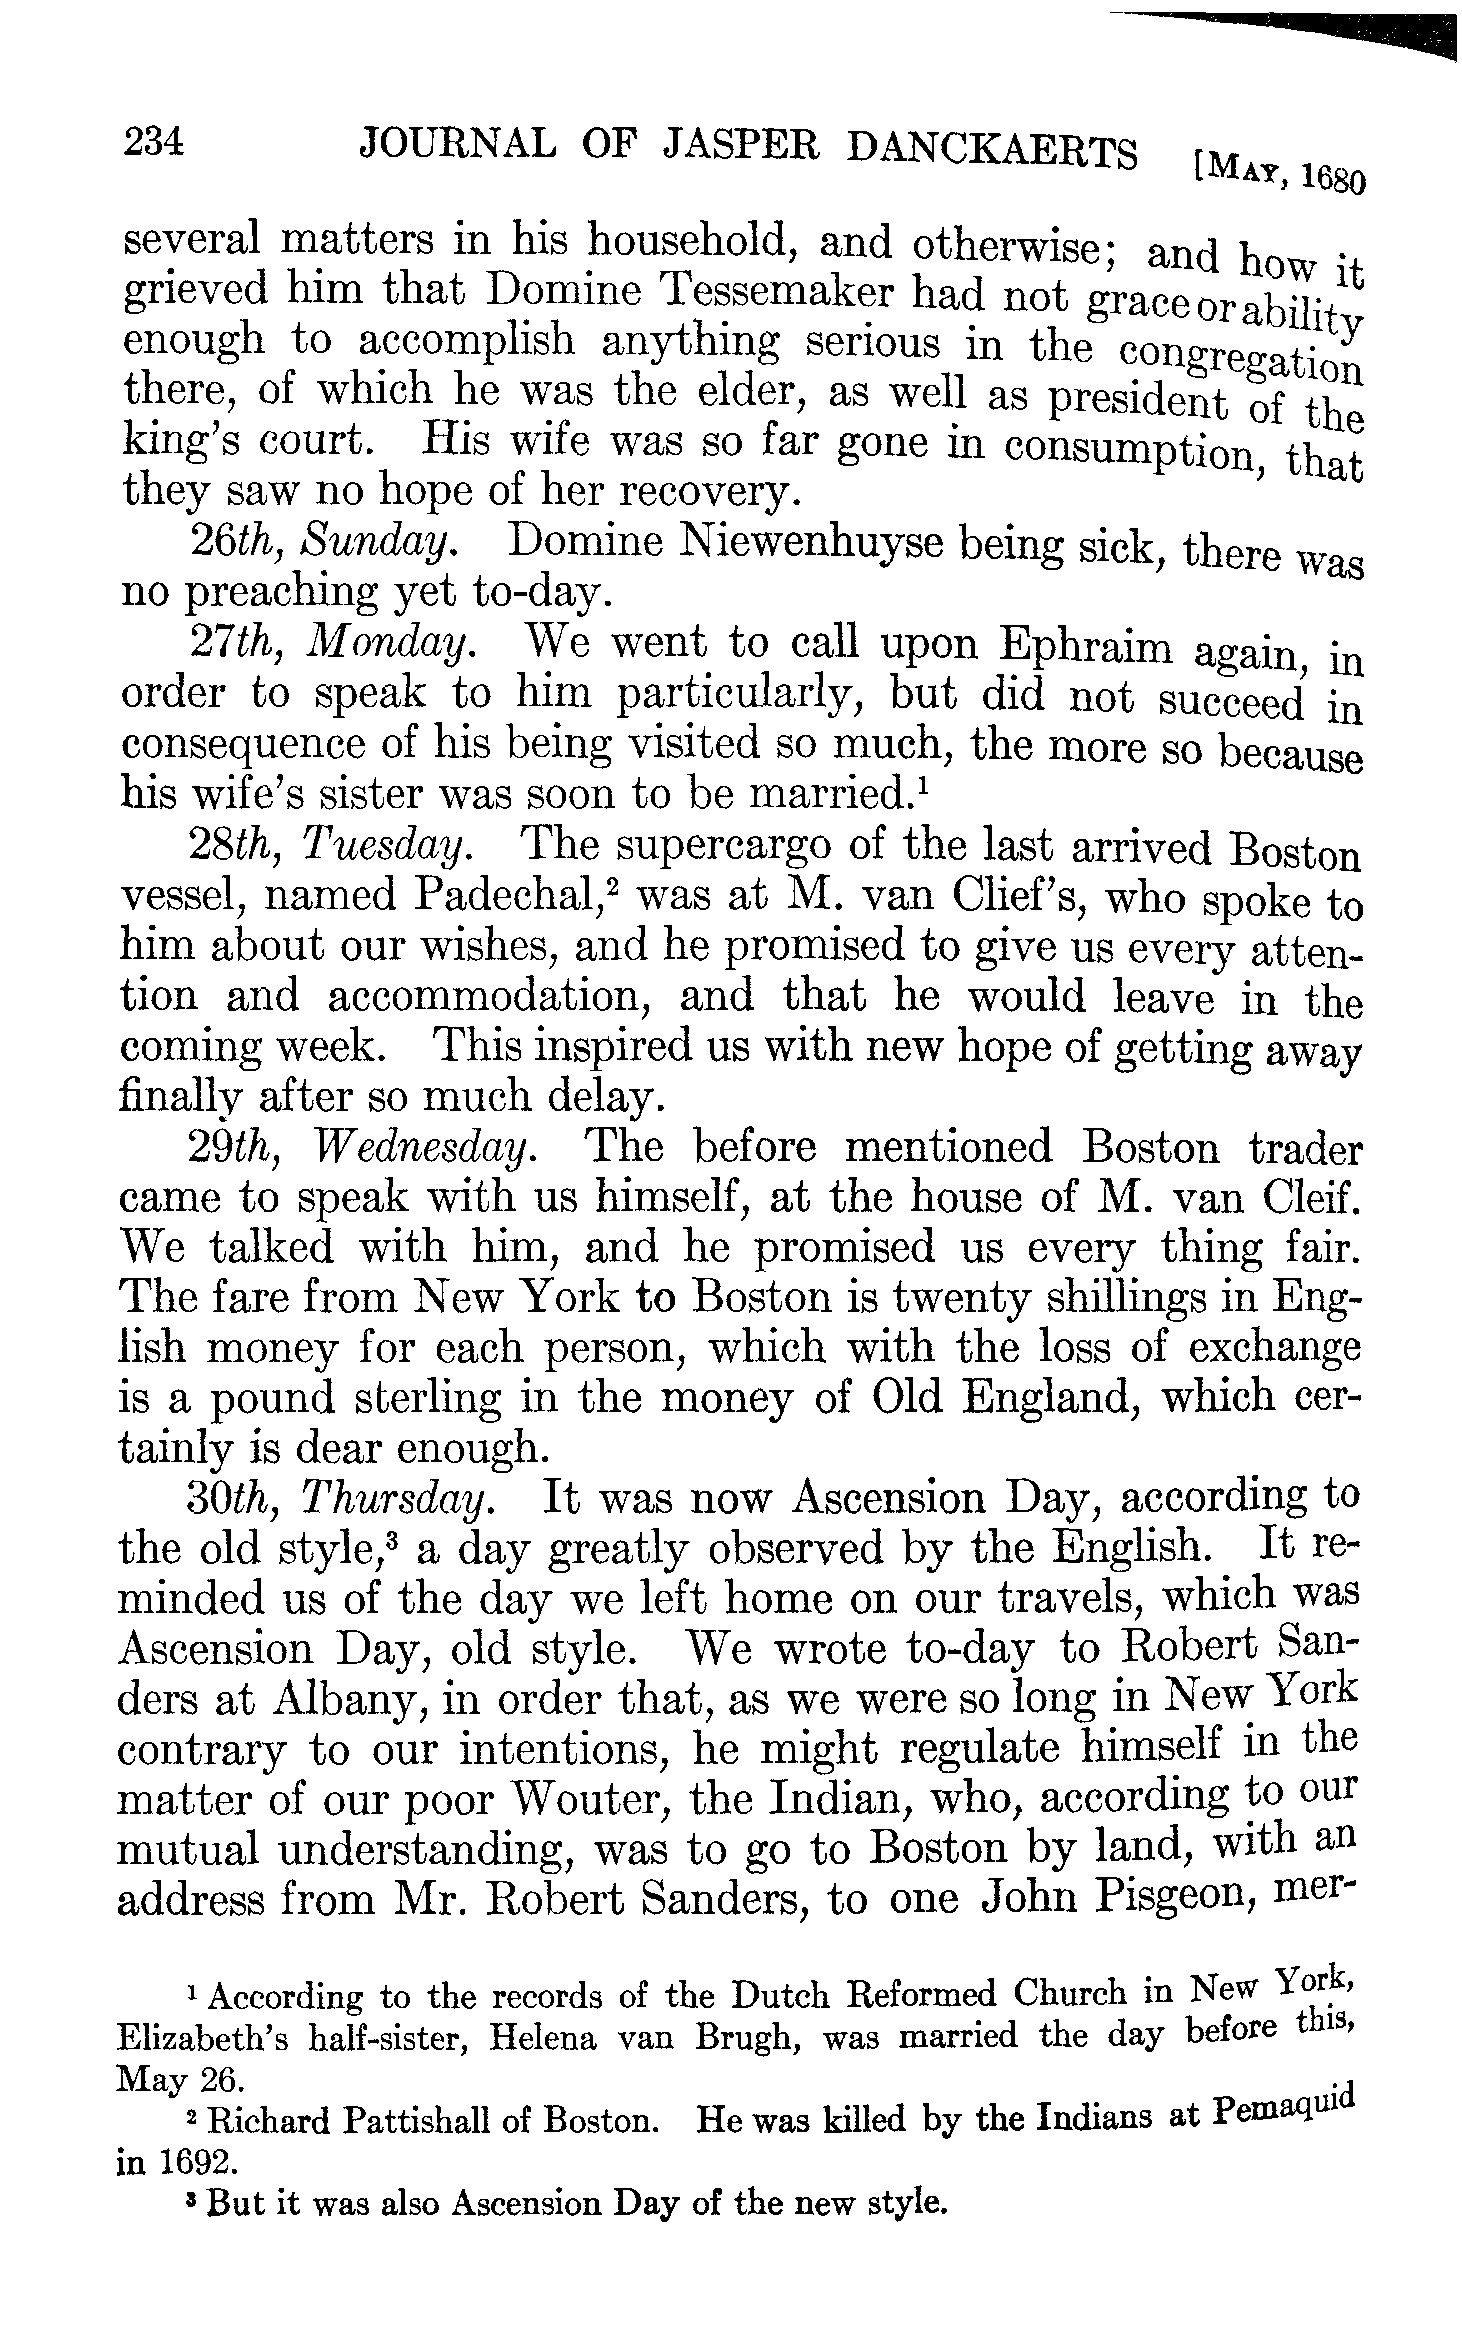 234 JOURNAL OF JASPER DANCKAERTS [MAY, 1680
several matters in his household, and otherwise; and how it
grieved him that Domine Tessemaker had not grace or ability
enough to accomplish anything serious in the congregation
there, of which he was the elder, as well as president of the
king's court. His wife was so far gone in consumption, that
they saw no hope of her recovery.
26th, Sunday. Domine Niewenhuyse being sick, there was
no preaching yet to-day.
27th, Monday. We went to call upon Ephraim again, in
order to speak to him particularly, but did not succeed in
consequence of his being visited so much, the more so because
his wife's sister was soon to be married.¹
28th, Tuesday. The supercargo of the last arrived Boston
vessel, named Padechal,² was at M. van Clief's, who spoke to
him about our wishes, and he promised to give us every atten-
tion and accommodation, and that he would leave in the
coming week. This inspired us with new hope of getting away
finally after so much delay.
29th, Wednesday. The before mentioned Boston trader
came to speak with us himself, at the house of M. van Cleif.
We talked with him, and he promised us every thing fair.
The fare from New York to Boston is twenty shillings in Eng-
lish money for each person, which with the loss of exchange
is a pound sterling in the money of Old England, which cer-
tainly is dear enough.
30th, Thursday. It was now Ascension Day, according to
the old style,³ a day greatly observed by the English. It re-
minded us of the day we left home on our travels, which was
Ascension Day, old style. We wrote to-day to Robert San-
ders at Albany, in order that, as we were so long in New York
contrary to our intentions, he might regulate himself in the
matter of our poor Wouter, the Indian, who, according to our
mutual understanding, was to go to Boston by land, with an
address from Mr. Robert Sanders, to one John Pisgeon, mer-
¹ According to the records of the Dutch Reformed Church in New York,
Elizabeth's half-sister, Helena van Brugh, was married the day before this,
May 26.
² Richard Pattishall of Boston. He was killed by the Indians at Pemaquid
in 1692.
³ But it was also Ascension Day of the new style.